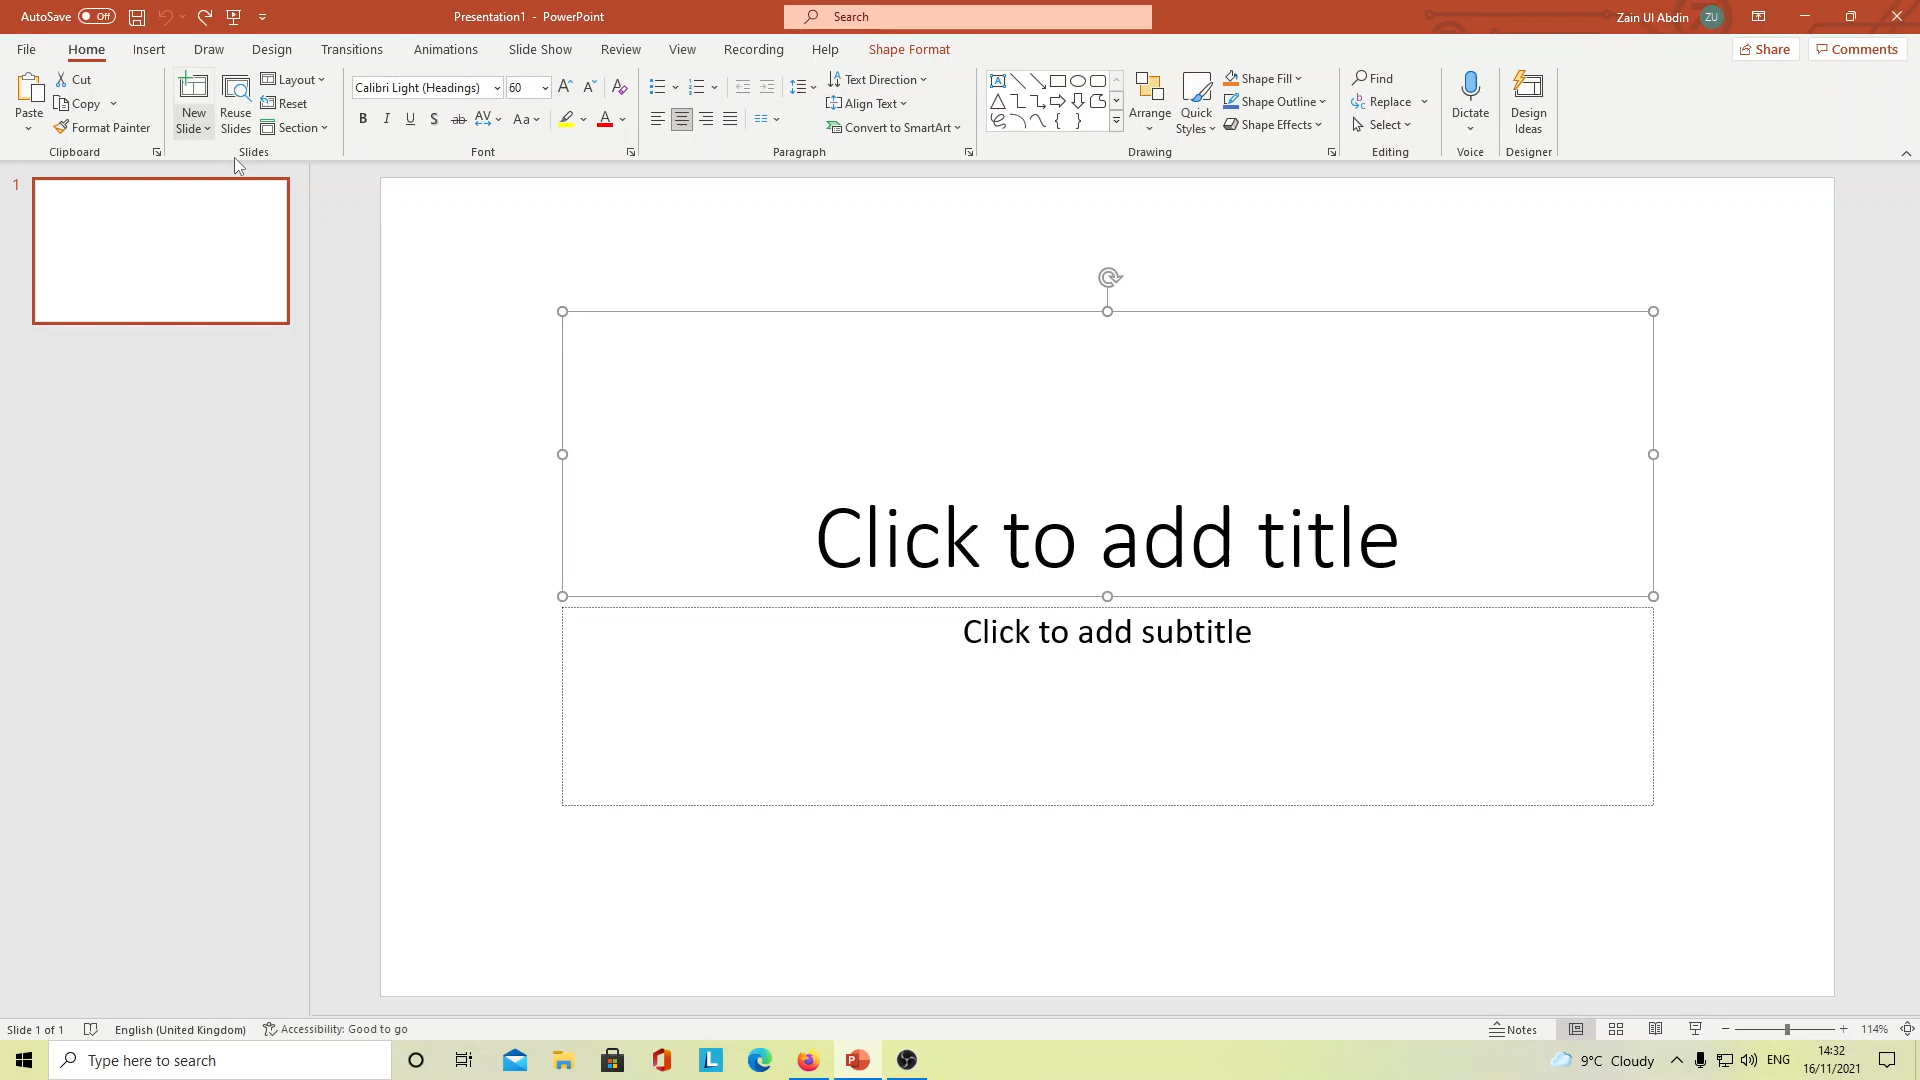 AutoSave Off
Presentation1 - PowerPoint
Search
Zain Ul Abdin ZU
File Home Insert Draw Design Transitions Animations Slide Show Review View Recording Help Shape Format
Share Comments
Paste
Cut
Copy
Format Painter
Clipboard
New Slide
Reuse Slides
Layout
Reset
Section
Slides
Calibri Light (Headings) 60
B I U S ab AV Aa A
Font
Text Direction
Align Text
Convert to SmartArt
Paragraph
Arrange
Quick Styles
Shape Fill
Shape Outline
Shape Effects
Drawing
Find
Replace
Select
Editing
Dictate
Voice
Design Ideas
Designer
1
Click to add title
Click to add subtitle
Slide 1 of 1 English (United Kingdom) Accessibility: Good to go Notes 114%
Type here to search
9°C Cloudy ENG
14:32
16/11/2021